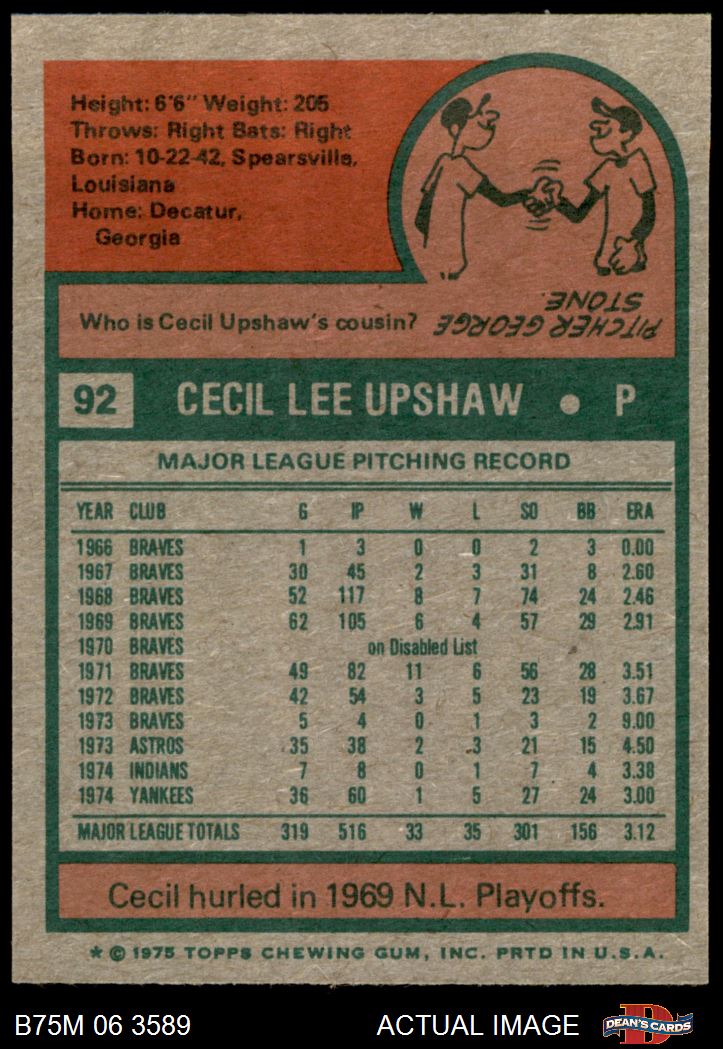 Height: 6'6" Weight: 205
Throws: Right Bats: Right
Born: 10-22-42, Spearsville,
Louisiana
Home: Decatur,
Georgia
Who is Cecil Upshaw's cousin?
PITCHER GEORGE
STONE.
92 CECIL LEE UPSHAW • P
MAJOR LEAGUE PITCHING RECORD
YEAR CLUB G IP W L SO BB ERA
1966 BRAVES 1 3 0 0 2 3 0.00
1967 BRAVES 30 45 2 3 31 8 2.60
1968 BRAVES 52 117 8 7 74 24 2.46
1969 BRAVES 62 105 6 4 57 29 2.91
1970 BRAVES on Disabled List
1971 BRAVES 49 82 11 6 56 28 3.51
1972 BRAVES 42 54 3 5 23 19 3.67
1973 BRAVES 5 4 0 1 3 2 9.00
1973 ASTROS 35 38 2 3 21 15 4.50
1974 INDIANS 7 8 0 1 7 4 3.38
1974 YANKEES 36 60 1 5 27 24 3.00
MAJOR LEAGUE TOTALS 319 516 33 35 301 156 3.12
Cecil hurled in 1969 N.L. Playoffs.
* © 1975 TOPPS CHEWING GUM, INC. PRTD IN U.S.A.
B75M 06 3589 ACTUAL IMAGE
D
DEAN'S CARDS